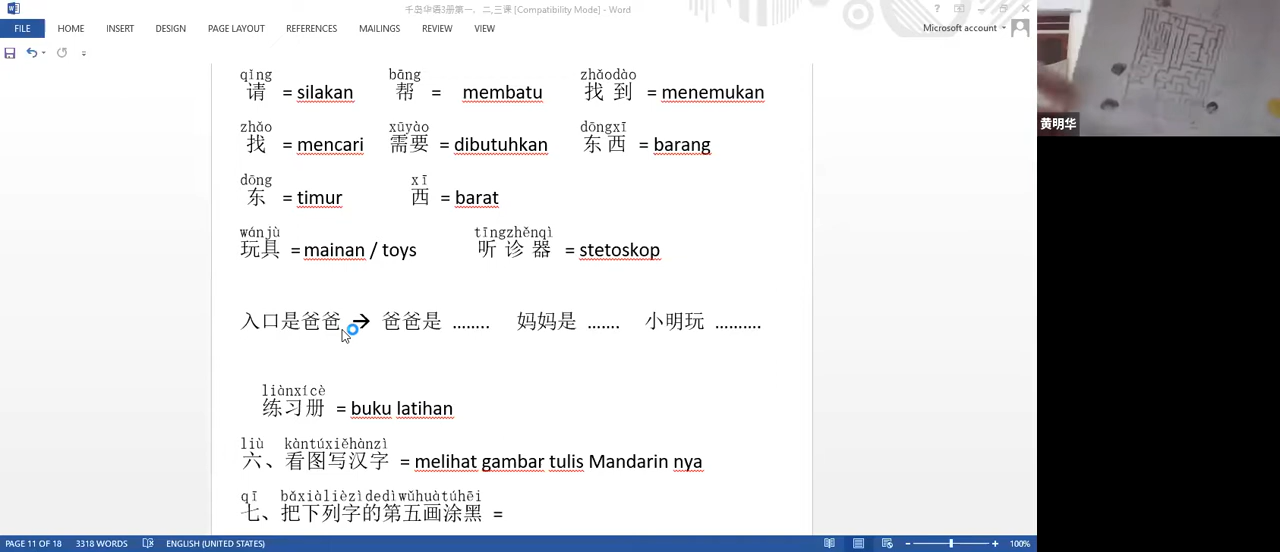 千岛华语3册第一、二,三课 [Compatibility Mode] - Word
FILE HOME INSERT DESIGN PAGE LAYOUT REFERENCES MAILINGS REVIEW VIEW Microsoft account
qǐng bāng zhǎodào
请 = silakan 帮 = membatu 找到 = menemukan
zhǎo xūyào dōngxī
找 = mencari 需要 = dibutuhkan 东西 = barang
dōng xī
东 = timur 西 = barat
wánjù tīngzhěnqì
玩具 = mainan / toys 听诊器 = stetoskop
入口是爸爸 → 爸爸是 ........ 妈妈是 ....... 小明玩 ..........
liànxícè
练习册 = buku latihan
liù kàntúxiěhànzì
六、看图写汉字 = melihat gambar tulis Mandarin nya
qī bǎxiàlièzìdedìwǔhuàtúhēi
七、把下列字的第五画涂黑 =
PAGE 11 OF 18 3318 WORDS ENGLISH (UNITED STATES) 100%
黄明华